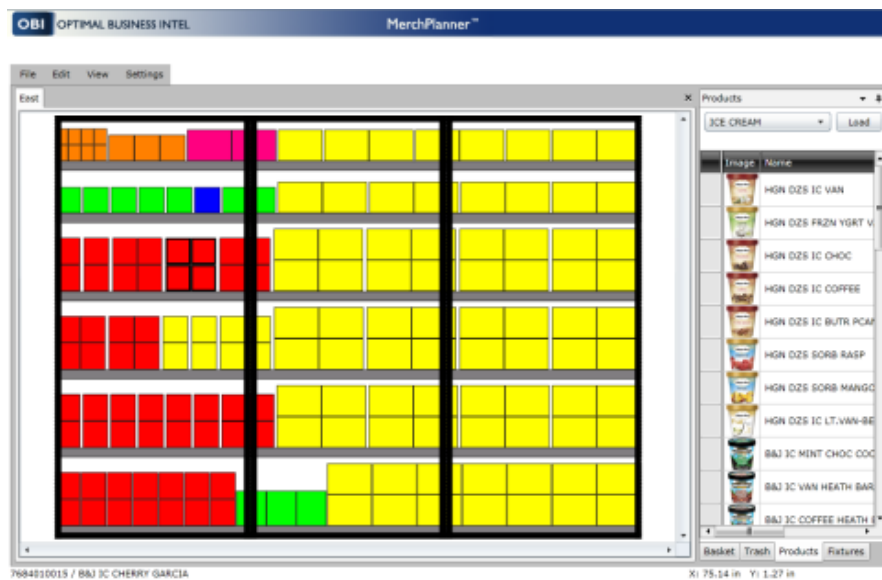 OBI OPTIMAL BUSINESS INTEL
MerchPlanner™
File Edit View Settings
East
Products
ICE CREAM
Load
Image Name
HGN DZS IC VAN
HGN DZS FRZN YGRT V
HGN DZS IC CHOC
HGN DZS IC COFFEE
HGN DZS IC BUTR PCA
HGN DZS SORB RASP
HGN DZS SORB MANGO
HGN DZS IC LT.VAN-BE
B&J IC MINT CHOC COO
B&J IC VAN HEATH BAR
B&J IC COFFEE HEATH
Basket Trash Products Fixtures
7684010015 / B&J IC CHERRY GARCIA
X: 75.14 in Y: 1.27 in